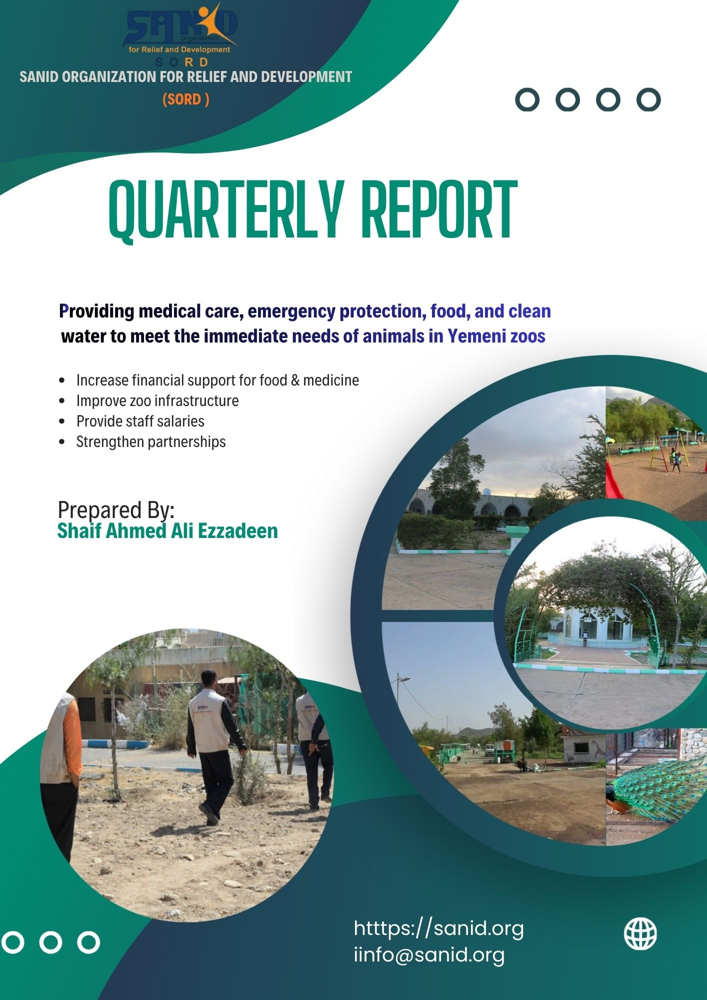 SANID
Organization
for Relief and Development
SORD
SANID ORGANIZATION FOR RELIEF AND DEVELOPMENT
(SORD )
QUARTERLY REPORT
Providing medical care, emergency protection, food, and clean
water to meet the immediate needs of animals in Yemeni zoos
• Increase financial support for food & medicine
• Improve zoo infrastructure
• Provide staff salaries
• Strengthen partnerships
Prepared By:
Shaif Ahmed Ali Ezzadeen
htttps://sanid.org
iinfo@sanid.org